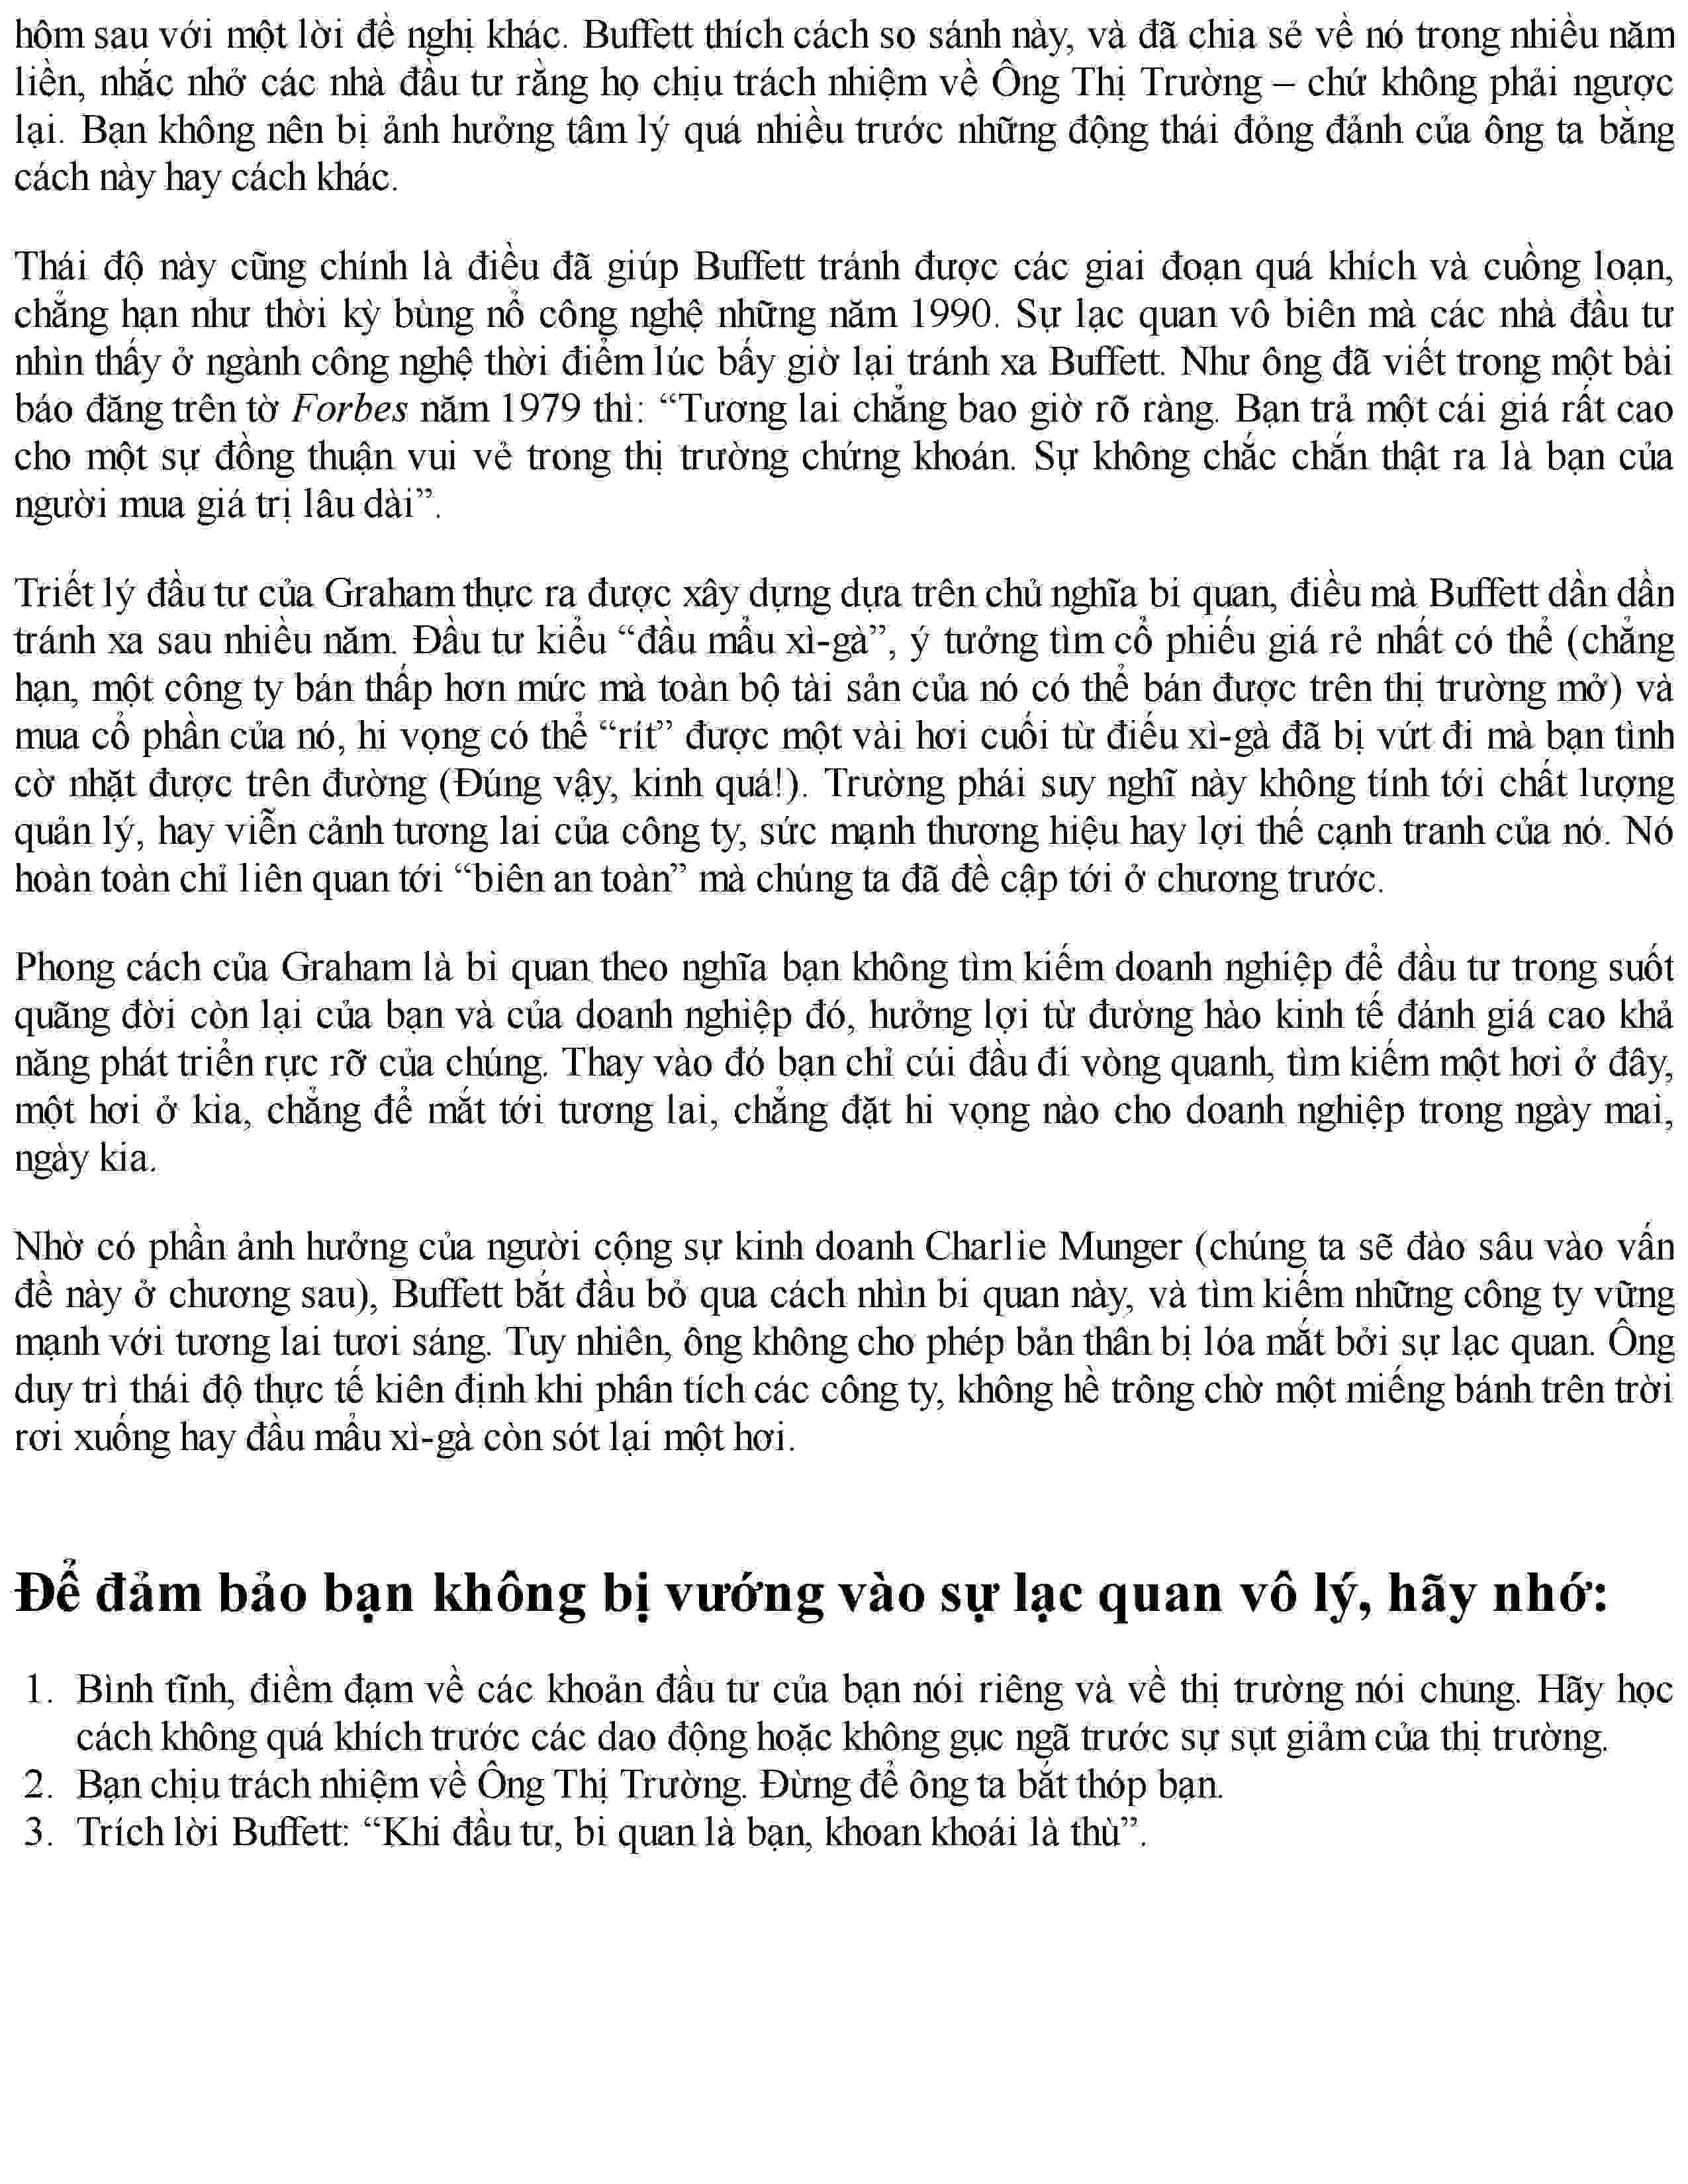 hôm sau với một lời đề nghị khác. Buffett thích cách so sánh này, và đã chia sẻ về nó trong nhiều năm
liền, nhắc nhở các nhà đầu tư rằng họ chịu trách nhiệm về Ông Thị Trường – chứ không phải ngược
lại. Bạn không nên bị ảnh hưởng tâm lý quá nhiều trước những động thái đỏng đảnh của ông ta bằng
cách này hay cách khác.
Thái độ này cũng chính là điều đã giúp Buffett tránh được các giai đoạn quá khích và cuồng loạn,
chẳng hạn như thời kỳ bùng nổ công nghệ những năm 1990. Sự lạc quan vô biên mà các nhà đầu tư
nhìn thấy ở ngành công nghệ thời điểm lúc bấy giờ lại tránh xa Buffett. Như ông đã viết trong một bài
báo đăng trên tờ Forbes năm 1979 thì: “Tương lai chẳng bao giờ rõ ràng. Bạn trả một cái giá rất cao
cho một sự đồng thuận vui vẻ trong thị trường chứng khoán. Sự không chắc chắn thật ra là bạn của
người mua giá trị lâu dài”.
Triết lý đầu tư của Graham thực ra được xây dựng dựa trên chủ nghĩa bi quan, điều mà Buffett dần dần
tránh xa sau nhiều năm. Đầu tư kiểu “đầu mẩu xì-gà”, ý tưởng tìm cổ phiếu giá rẻ nhất có thể (chẳng
hạn, một công ty bán thấp hơn mức mà toàn bộ tài sản của nó có thể bán được trên thị trường mở) và
mua cổ phần của nó, hi vọng có thể “rít” được một vài hơi cuối từ điếu xì-gà đã bị vứt đi mà bạn tình
cờ nhặt được trên đường (Đúng vậy, kinh quá!). Trường phái suy nghĩ này không tính tới chất lượng
quản lý, hay viễn cảnh tương lai của công ty, sức mạnh thương hiệu hay lợi thế cạnh tranh của nó. Nó
hoàn toàn chỉ liên quan tới “biên an toàn” mà chúng ta đã đề cập tới ở chương trước.
Phong cách của Graham là bi quan theo nghĩa bạn không tìm kiếm doanh nghiệp để đầu tư trong suốt
quãng đời còn lại của bạn và của doanh nghiệp đó, hưởng lợi từ đường hào kinh tế đánh giá cao khả
năng phát triển rực rỡ của chúng. Thay vào đó bạn chỉ cúi đầu đi vòng quanh, tìm kiếm một hơi ở đây,
một hơi ở kia, chẳng để mắt tới tương lai, chẳng đặt hi vọng nào cho doanh nghiệp trong ngày mai,
ngày kia.
Nhờ có phần ảnh hưởng của người cộng sự kinh doanh Charlie Munger (chúng ta sẽ đào sâu vào vấn
đề này ở chương sau), Buffett bắt đầu bỏ qua cách nhìn bi quan này, và tìm kiếm những công ty vững
mạnh với tương lai tươi sáng. Tuy nhiên, ông không cho phép bản thân bị lóa mắt bởi sự lạc quan. Ông
duy trì thái độ thực tế kiên định khi phân tích các công ty, không hề trông chờ một miếng bánh trên trời
rơi xuống hay đầu mẩu xì-gà còn sót lại một hơi.
Để đảm bảo bạn không bị vướng vào sự lạc quan vô lý, hãy nhớ:
1. Bình tĩnh, điềm đạm về các khoản đầu tư của bạn nói riêng và về thị trường nói chung. Hãy học
cách không quá khích trước các dao động hoặc không gục ngã trước sự sụt giảm của thị trường.
2. Bạn chịu trách nhiệm về Ông Thị Trường. Đừng để ông ta bắt thóp bạn.
3. Trích lời Buffett: “Khi đầu tư, bi quan là bạn, khoan khoái là thù”.